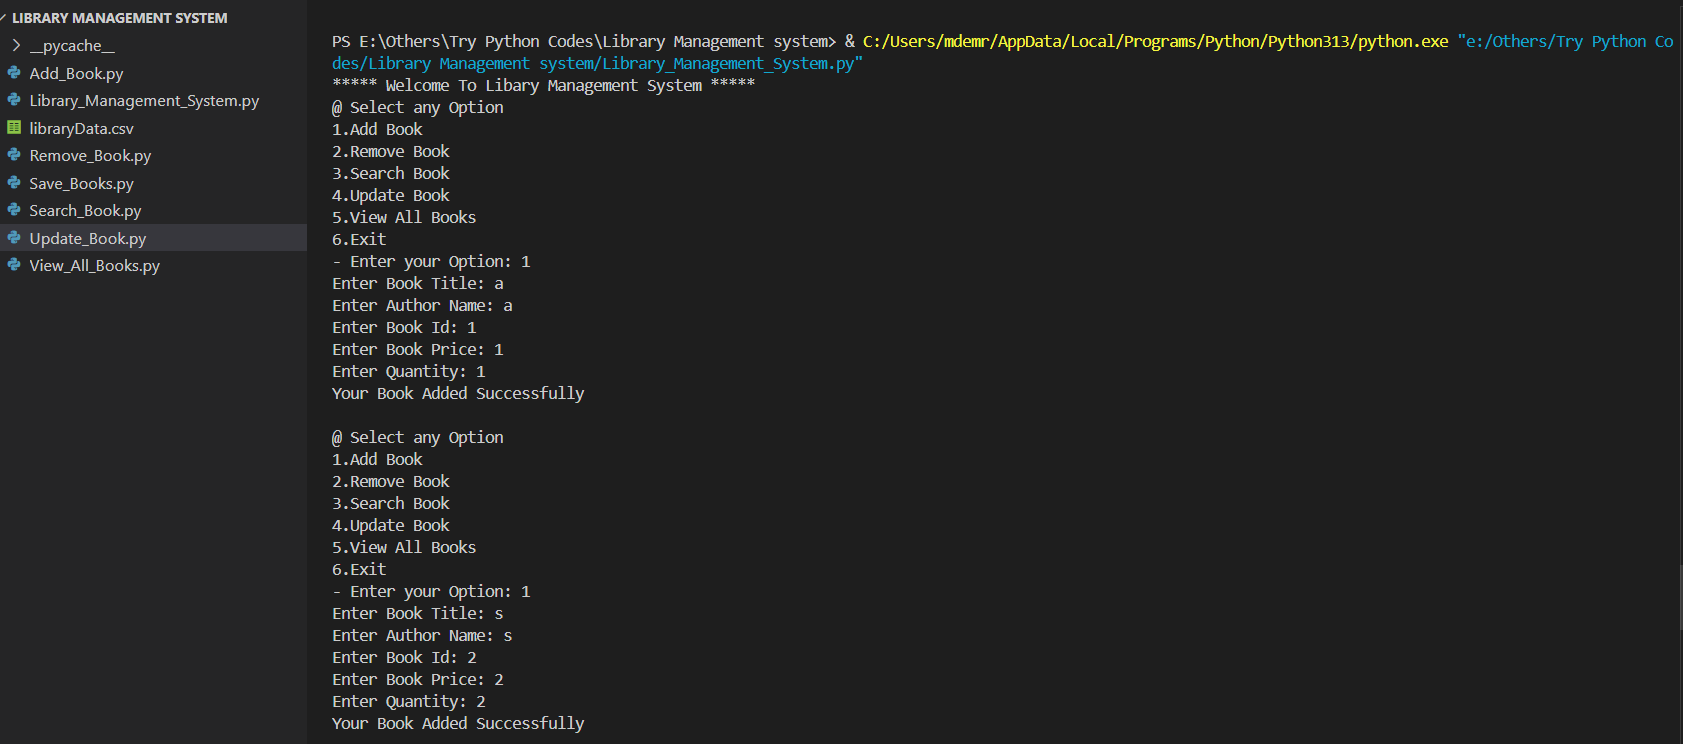 LIBRARY MANAGEMENT SYSTEM
__pycache__
Add_Book.py
Library_Management_System.py
libraryData.csv
Remove_Book.py
Save_Books.py
Search_Book.py
Update_Book.py
View_All_Books.py
PS E:\Others\Try Python Codes\Library Management system> & C:/Users/mdemr/AppData/Local/Programs/Python/Python313/python.exe "e:/Others/Try Python Co
des/Library Management system/Library_Management_System.py"
***** Welcome To Libary Management System *****
@ Select any Option
1.Add Book
2.Remove Book
3.Search Book
4.Update Book
5.View All Books
6.Exit
- Enter your Option: 1
Enter Book Title: a
Enter Author Name: a
Enter Book Id: 1
Enter Book Price: 1
Enter Quantity: 1
Your Book Added Successfully
@ Select any Option
1.Add Book
2.Remove Book
3.Search Book
4.Update Book
5.View All Books
6.Exit
- Enter your Option: 1
Enter Book Title: s
Enter Author Name: s
Enter Book Id: 2
Enter Book Price: 2
Enter Quantity: 2
Your Book Added Successfully